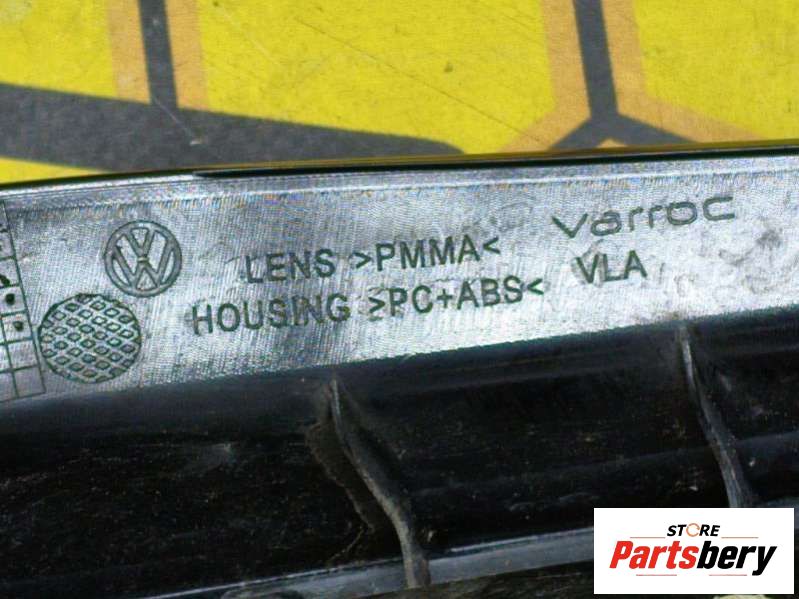 LENS >PMMA< varroc
HOUSING >PC+ABS< VLA
STORE
Partsbery